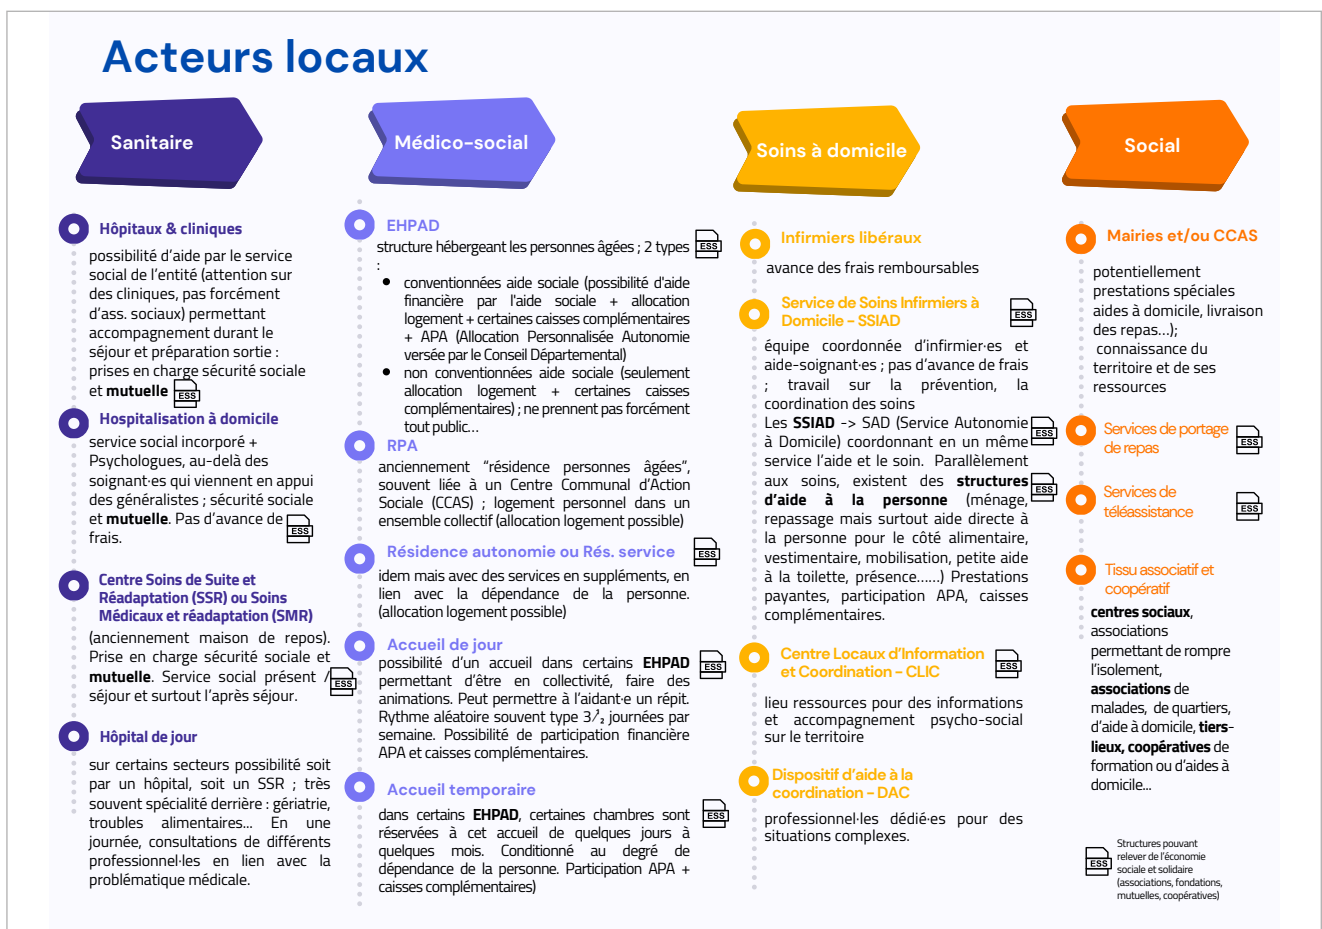 Acteurs locaux
Sanitaire
Hôpitaux & cliniques
possibilité d'aide par le service
social de l'entité (attention sur
des cliniques, pas forcément
d'ass. sociaux) permettant
accompagnement durant le
séjour et préparation sortie :
prises en charge sécurité sociale
et mutuelle ESS
Hospitalisation à domicile
service social incorporé +
Psychologues, au-delà des
soignant·es qui viennent en appui
des généralistes ; sécurité sociale
et mutuelle. Pas d'avance de
frais. ESS
Centre Soins de Suite et
Réadaptation (SSR) ou Soins
Médicaux et réadaptation (SMR)
(anciennement maison de repos).
Prise en charge sécurité sociale et
mutuelle. Service social présent /
séjour et surtout l'après séjour. ESS
Hôpital de jour
sur certains secteurs possibilité soit
par un hôpital, soit un SSR ; très
souvent spécialité derrière : gériatrie,
troubles alimentaires... En une
journée, consultations de différents
professionnel·les en lien avec la
problématique médicale.
Médico-social
EHPAD
structure hébergeant les personnes âgées ; 2 types ESS
:
• conventionnées aide sociale (possibilité d'aide
financière par l'aide sociale + allocation
logement + certaines caisses complémentaires
+ APA (Allocation Personnalisée Autonomie
versée par le Conseil Départemental)
• non conventionnées aide sociale (seulement
allocation logement + certaines caisses
complémentaires) ; ne prennent pas forcément
tout public…
RPA
anciennement "résidence personnes âgées",
souvent liée à un Centre Communal d'Action
Sociale (CCAS) ; logement personnel dans un
ensemble collectif (allocation logement possible)
Résidence autonomie ou Rés. service ESS
idem mais avec des services en suppléments, en
lien avec la dépendance de la personne.
(allocation logement possible)
Accueil de jour
possibilité d'un accueil dans certains EHPAD ESS
permettant d'être en collectivité, faire des
animations. Peut permettre à l'aidant·e un répit.
Rythme aléatoire souvent type 3/½ journées par
semaine. Possibilité de participation financière
APA et caisses complémentaires.
Accueil temporaire
dans certains EHPAD, certaines chambres sont ESS
réservées à cet accueil de quelques jours à
quelques mois. Conditionné au degré de
dépendance de la personne. Participation APA +
caisses complémentaires)
Soins à domicile
Infirmiers libéraux
avance des frais remboursables
Service de Soins Infirmiers à
Domicile - SSIAD ESS
équipe coordonnée d'infirmier·es et
aide-soignant·es ; pas d'avance de frais
; travail sur la prévention, la
coordination des soins
Les SSIAD -> SAD (Service Autonomie ESS
à Domicile) coordonnant en un même
service l'aide et le soin. Parallèlement
aux soins, existent des structures ESS
d'aide à la personne (ménage,
repassage mais surtout aide directe à
la personne pour le côté alimentaire,
vestimentaire, mobilisation, petite aide
à la toilette, présence……) Prestations
payantes, participation APA, caisses
complémentaires.
Centre Locaux d'Information
et Coordination - CLIC ESS
lieu ressources pour des informations
et accompagnement psycho-social
sur le territoire
Dispositif d'aide à la
coordination - DAC
professionnel·les dédié·es pour des
situations complexes.
Social
Mairies et/ou CCAS
potentiellement
prestations spéciales
aides à domicile, livraison
des repas…);
connaissance du
territoire et de ses
ressources
Services de portage
de repas ESS
Services de
téléassistance ESS
Tissu associatif et
coopératif
centres sociaux,
associations
permettant de rompre
l'isolement,
associations de
malades, de quartiers,
d'aide à domicile, tiers-
lieux, coopératives de
formation ou d'aides à
domicile...
Structures pouvant
relever de l'économie
ESS sociale et solidaire
(associations, fondations,
mutuelles, coopératives)